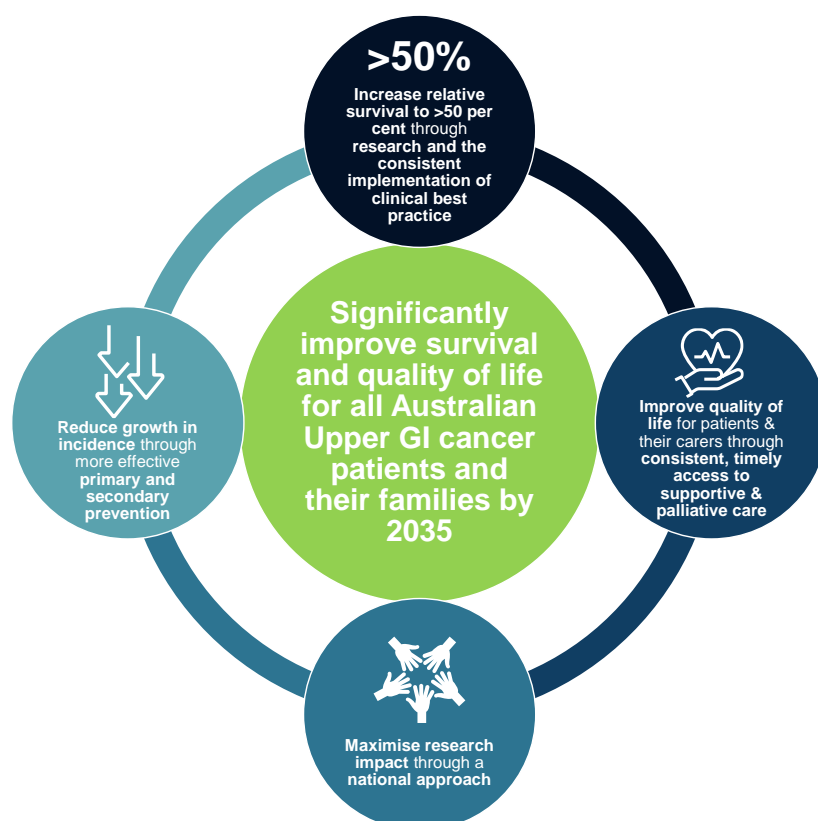 >50%
Increase relative
survival to >50 per
cent through
research and the
consistent
implementation of
clinical best
practice
Significantly
improve survival
and quality of life
for all Australian
Upper GI cancer
patients and
their families by
2035
Improve quality of
life for patients &
their carers through
consistent, timely
access to
supportive &
palliative care
Maximise research
impact through a
national approach
Reduce growth in
incidence through
more effective
primary and
secondary
prevention